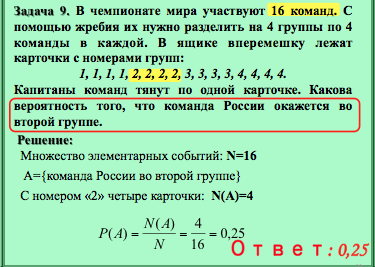 Задача 9. В чемпионате мира участвуют 16 команд. С
помощью жребия их нужно разделить на 4 группы по 4
команды в каждой. В ящике вперемешку лежат
карточки с номерами групп:
1, 1, 1, 1, 2, 2, 2, 2, 3, 3, 3, 3, 4, 4, 4, 4.
Капитаны команд тянут по одной карточке. Какова
вероятность того, что команда России окажется во
второй группе.
Решение:
Множество элементарных событий: N=16
A={команда России во второй группе}
С номером «2» четыре карточки: N(A)=4
P(A) = N(A)/N = 4/16 = 0,25
Ответ: 0,25